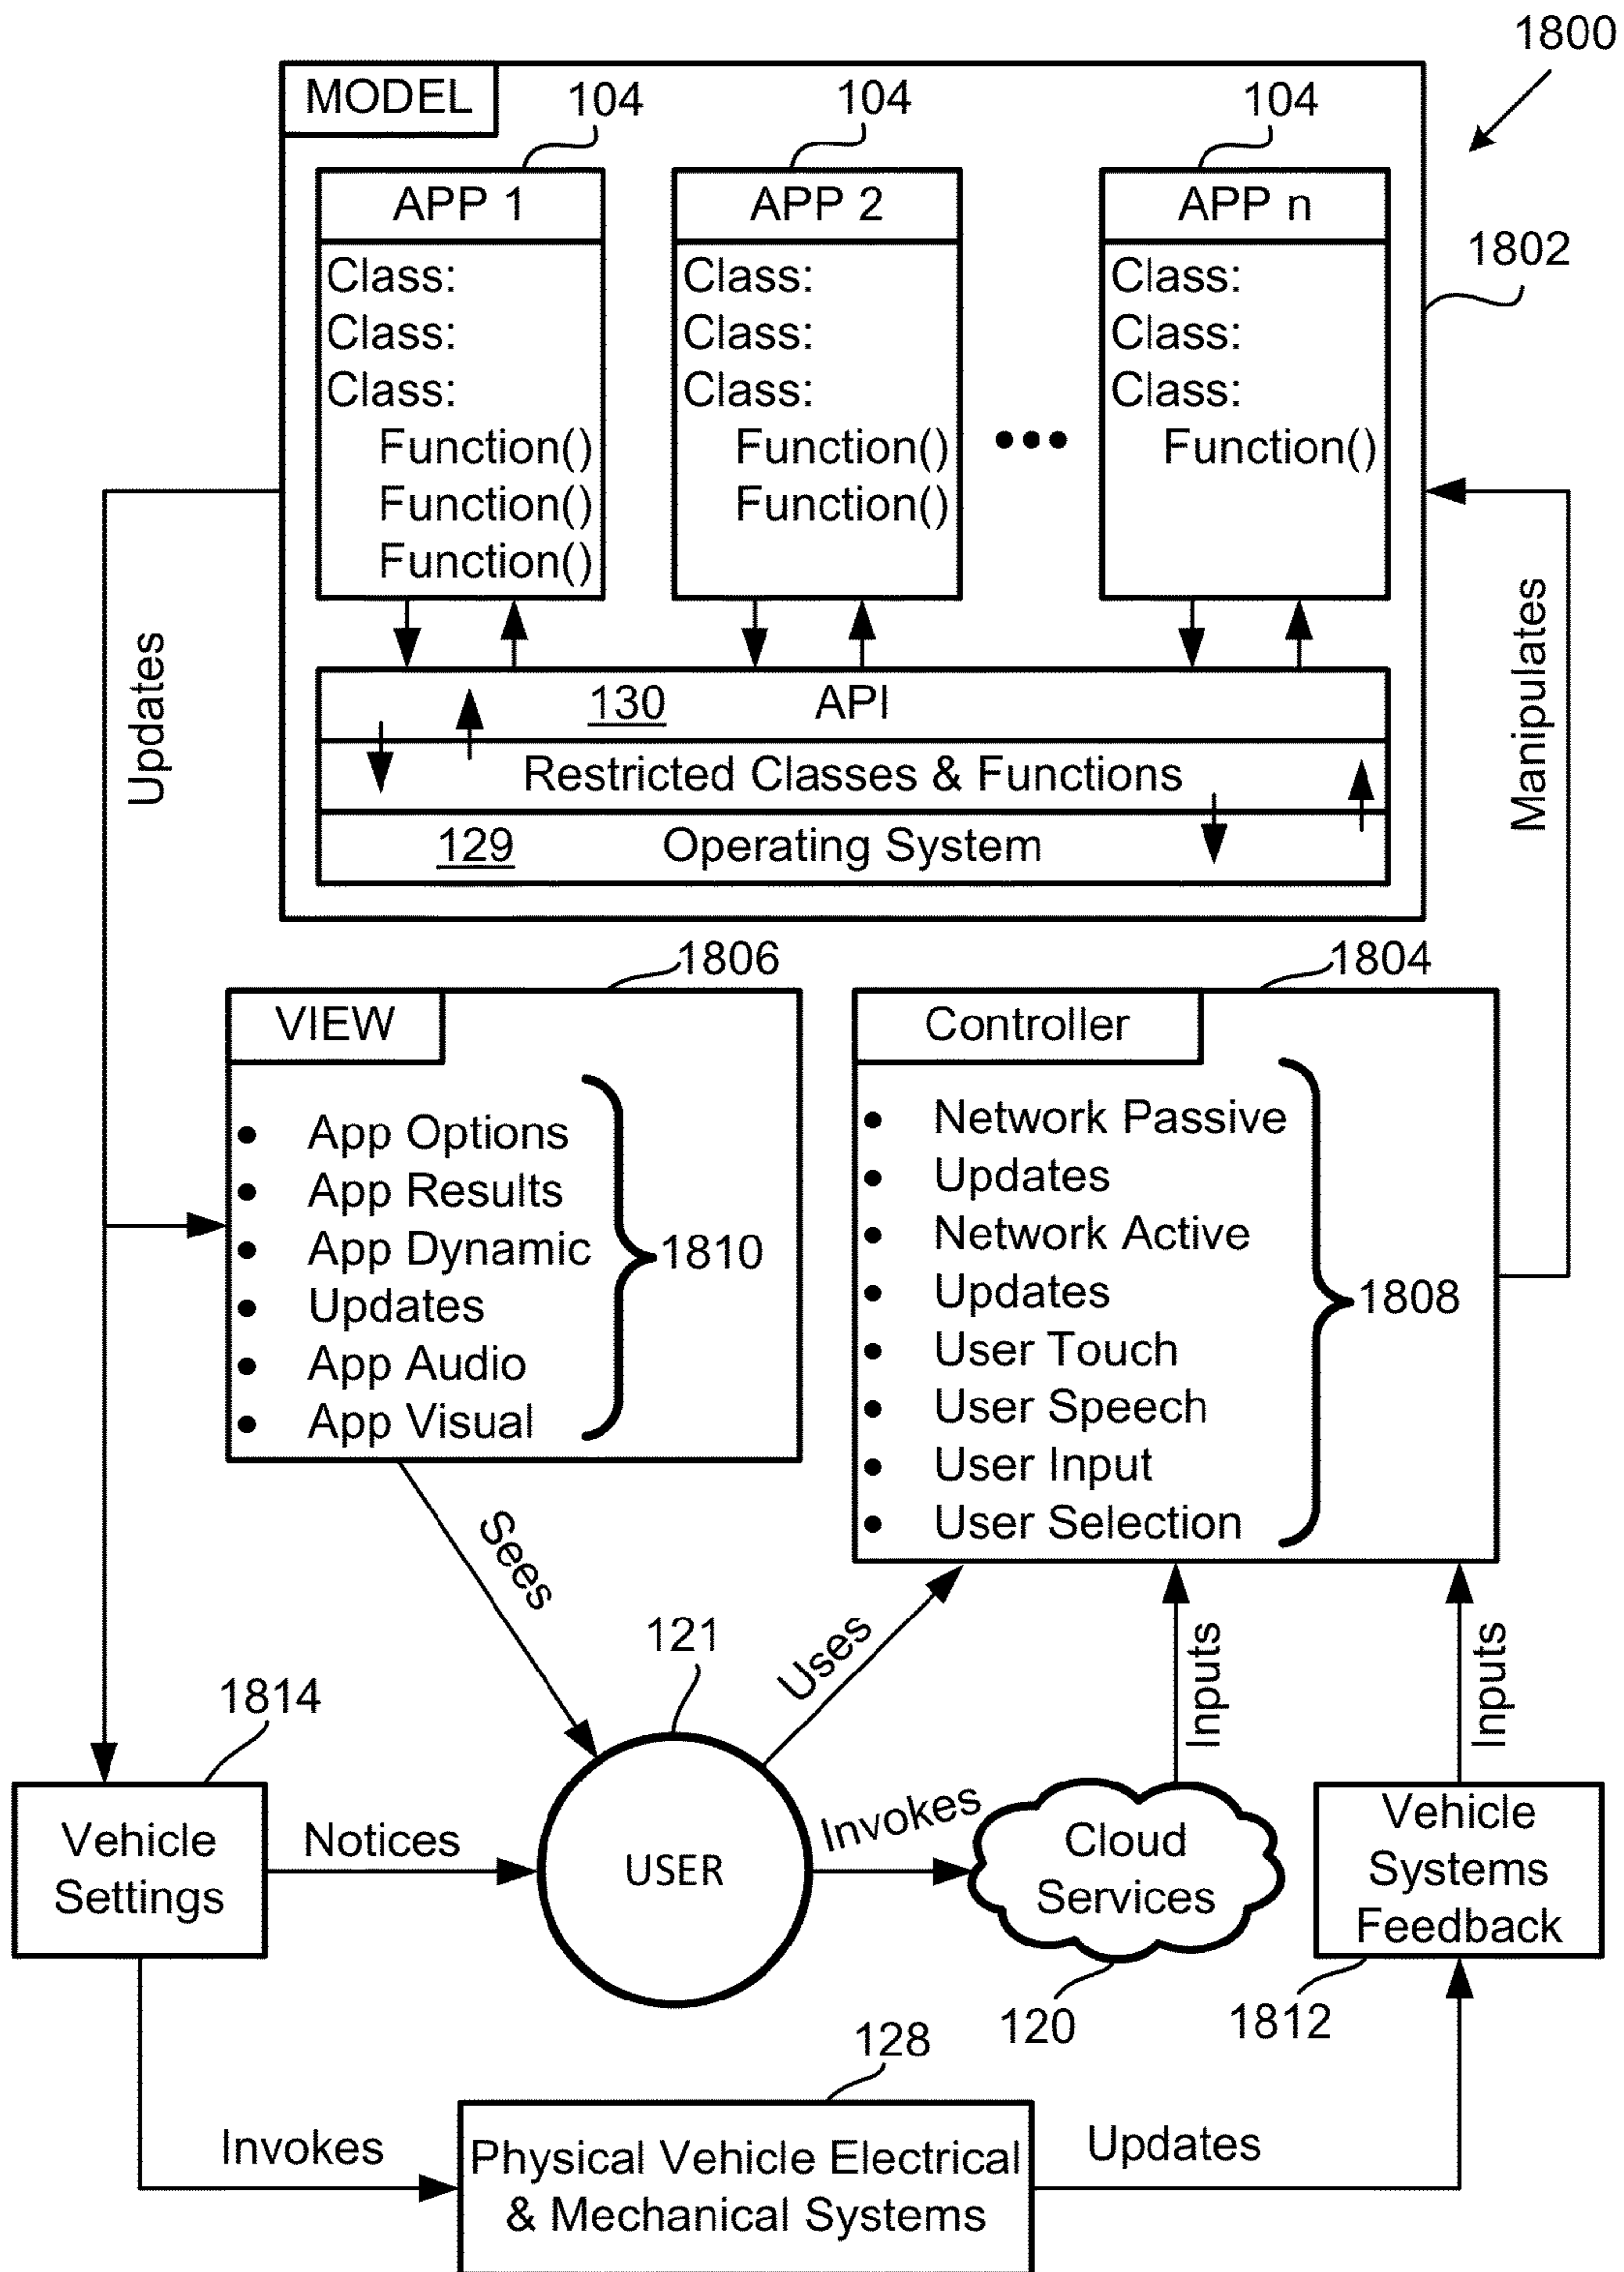 1800
MODEL
104
104
104
APP 1
APP 2
APP n
1802
Class:
Class:
Class:
Function()
Function()
Function()
Class:
Class:
Class:
Function()
Function()
•••
Class:
Class:
Class:
Function()
Updates
Manipulates
130 API
Restricted Classes & Functions
129 Operating System
1806
VIEW
• App Options
• App Results
• App Dynamic
• Updates
• App Audio
• App Visual
1810
1804
Controller
• Network Passive
• Updates
• Network Active
• Updates
• User Touch
• User Speech
• User Input
• User Selection
1808
Sees
Uses
Inputs
Inputs
121
1814
Vehicle
Settings
Notices
USER
Invokes
Cloud
Services
Vehicle
Systems
Feedback
120
1812
128
Invokes
Physical Vehicle Electrical
& Mechanical Systems
Updates